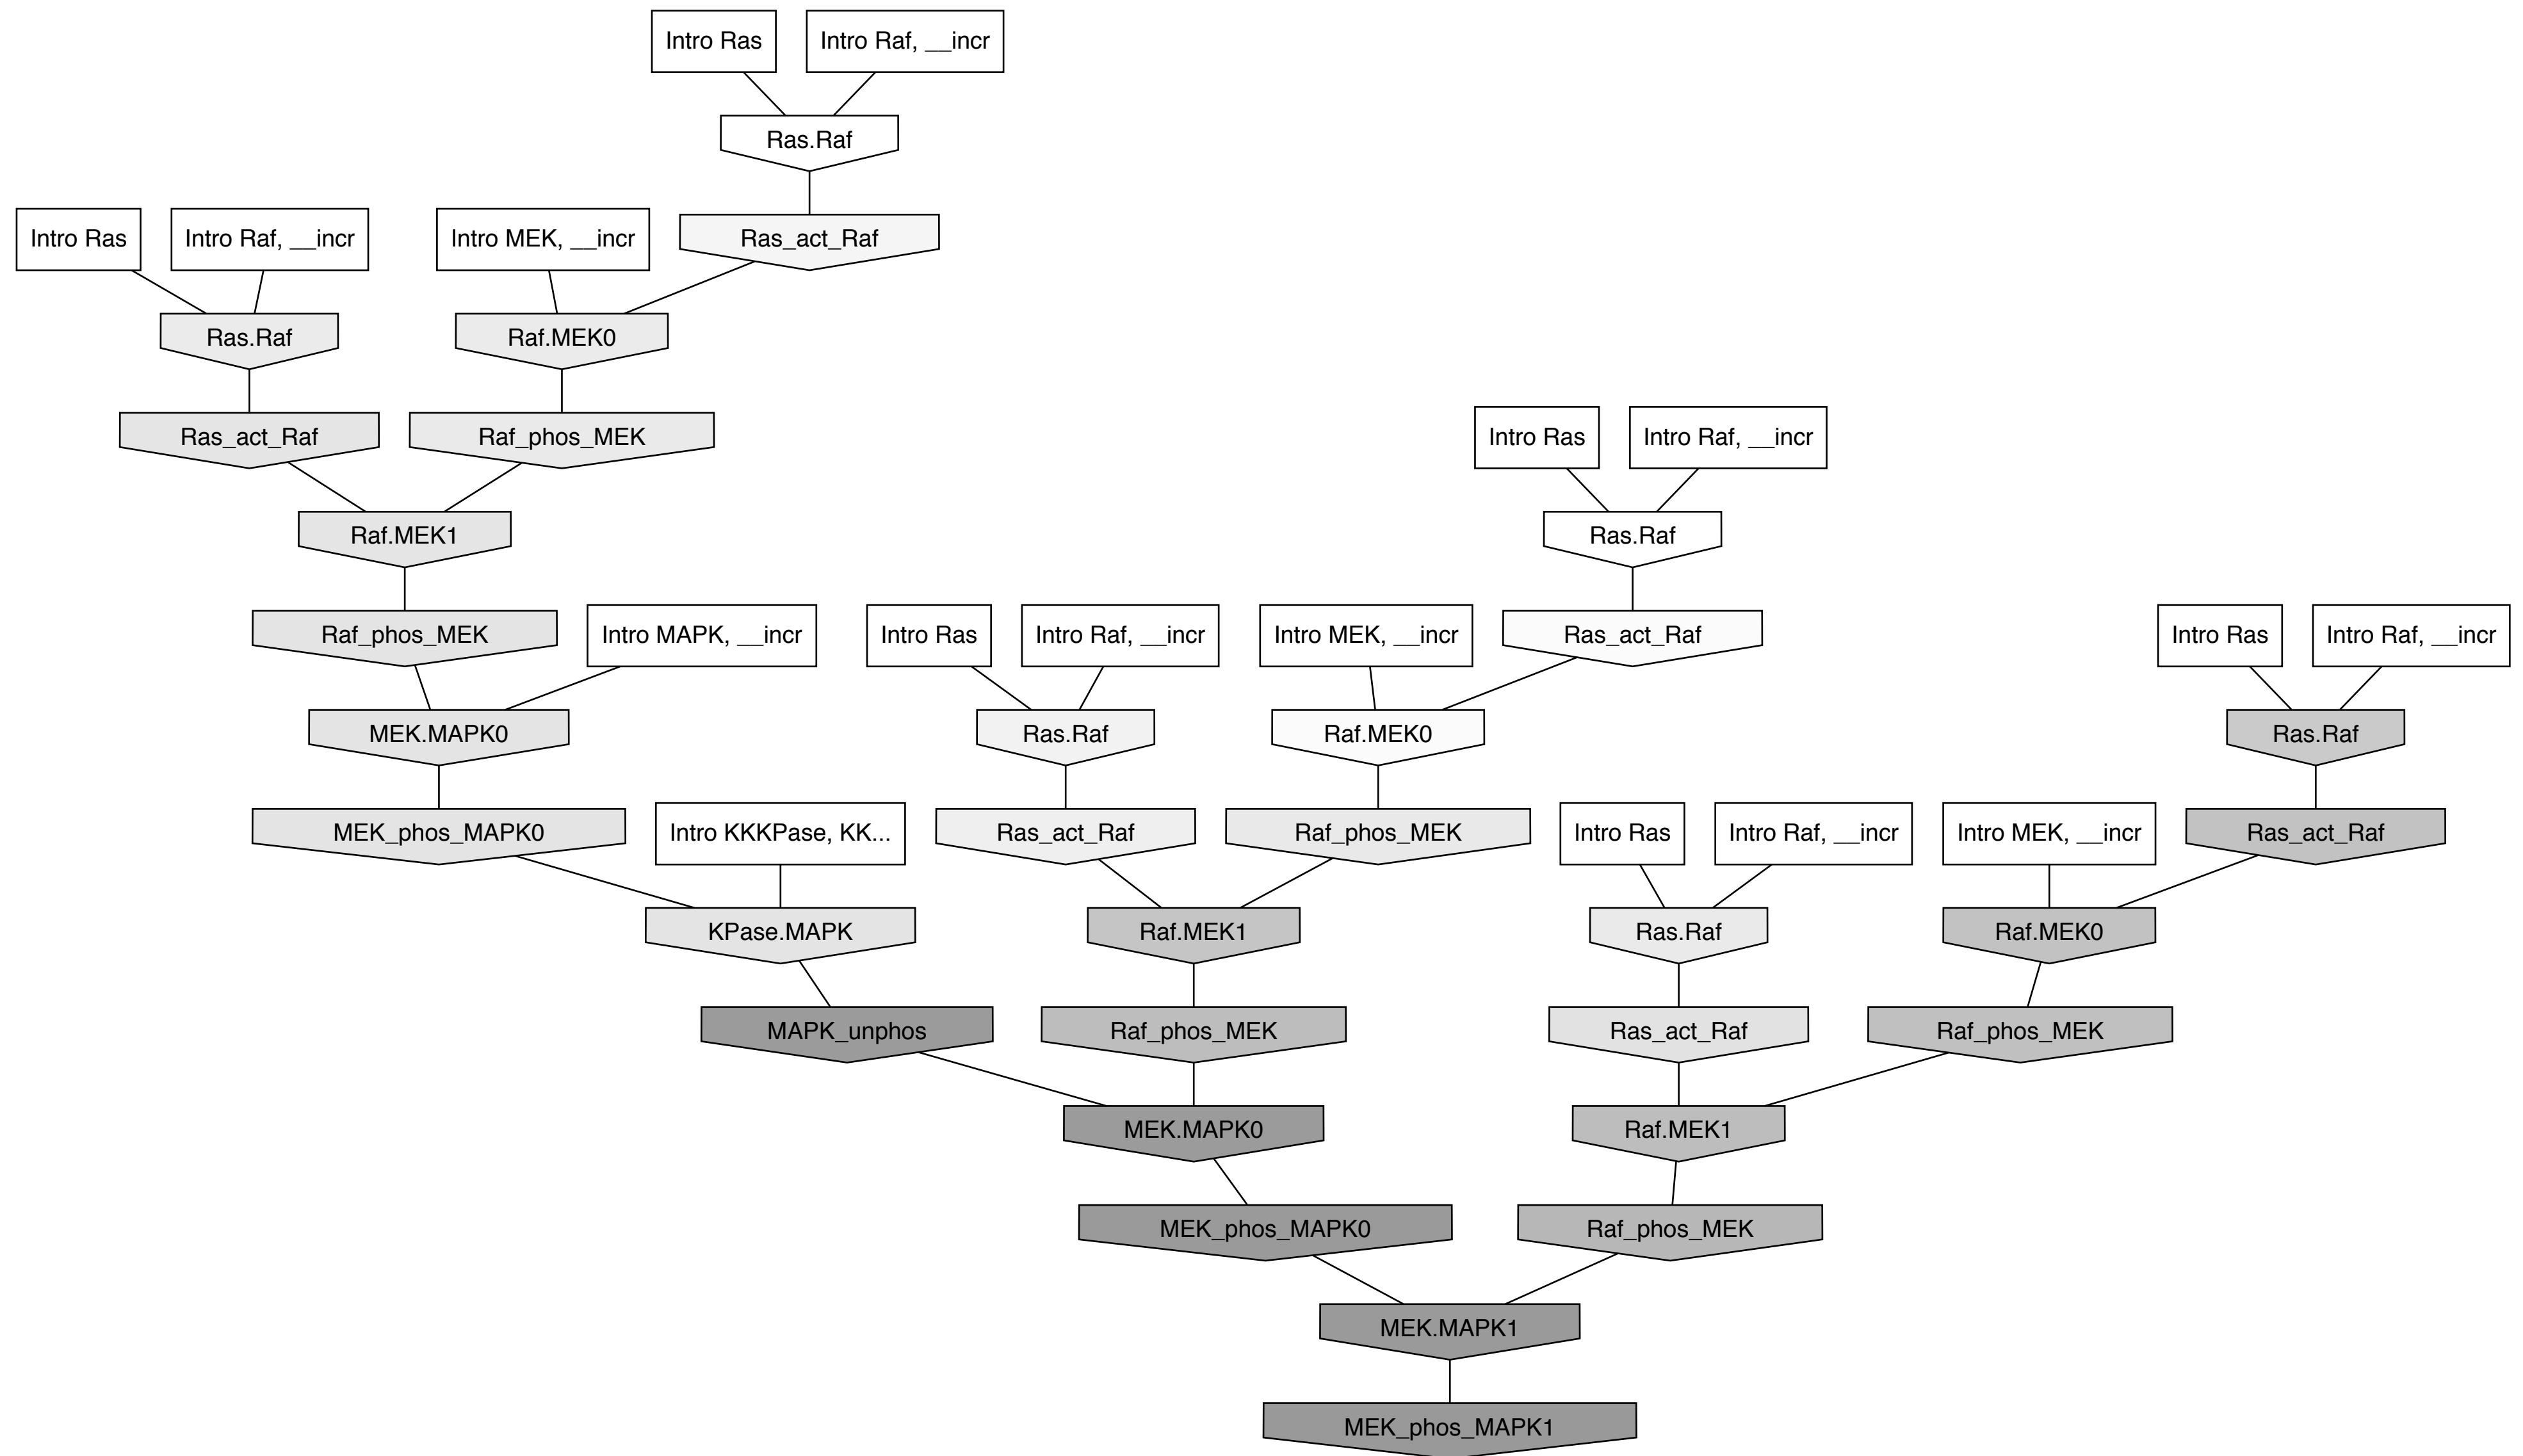 Intro Ras
Intro Raf, __incr
Ras.Raf
Intro Ras
Intro Raf, __incr
Intro MEK, __incr
Ras_act_Raf
Ras.Raf
Raf.MEK0
Ras_act_Raf
Raf_phos_MEK
Intro Ras
Intro Raf, __incr
Raf.MEK1
Ras.Raf
Raf_phos_MEK
Intro MAPK, __incr
Intro Ras
Intro Raf, __incr
Intro MEK, __incr
Ras_act_Raf
Intro Ras
Intro Raf, __incr
MEK.MAPK0
Ras.Raf
Raf.MEK0
Ras.Raf
MEK_phos_MAPK0
Intro KKKPase, KK...
Ras_act_Raf
Raf_phos_MEK
Intro Ras
Intro Raf, __incr
Intro MEK, __incr
Ras_act_Raf
KPase.MAPK
Raf.MEK1
Ras.Raf
Raf.MEK0
MAPK_unphos
Raf_phos_MEK
Ras_act_Raf
Raf_phos_MEK
MEK.MAPK0
Raf.MEK1
MEK_phos_MAPK0
Raf_phos_MEK
MEK.MAPK1
MEK_phos_MAPK1